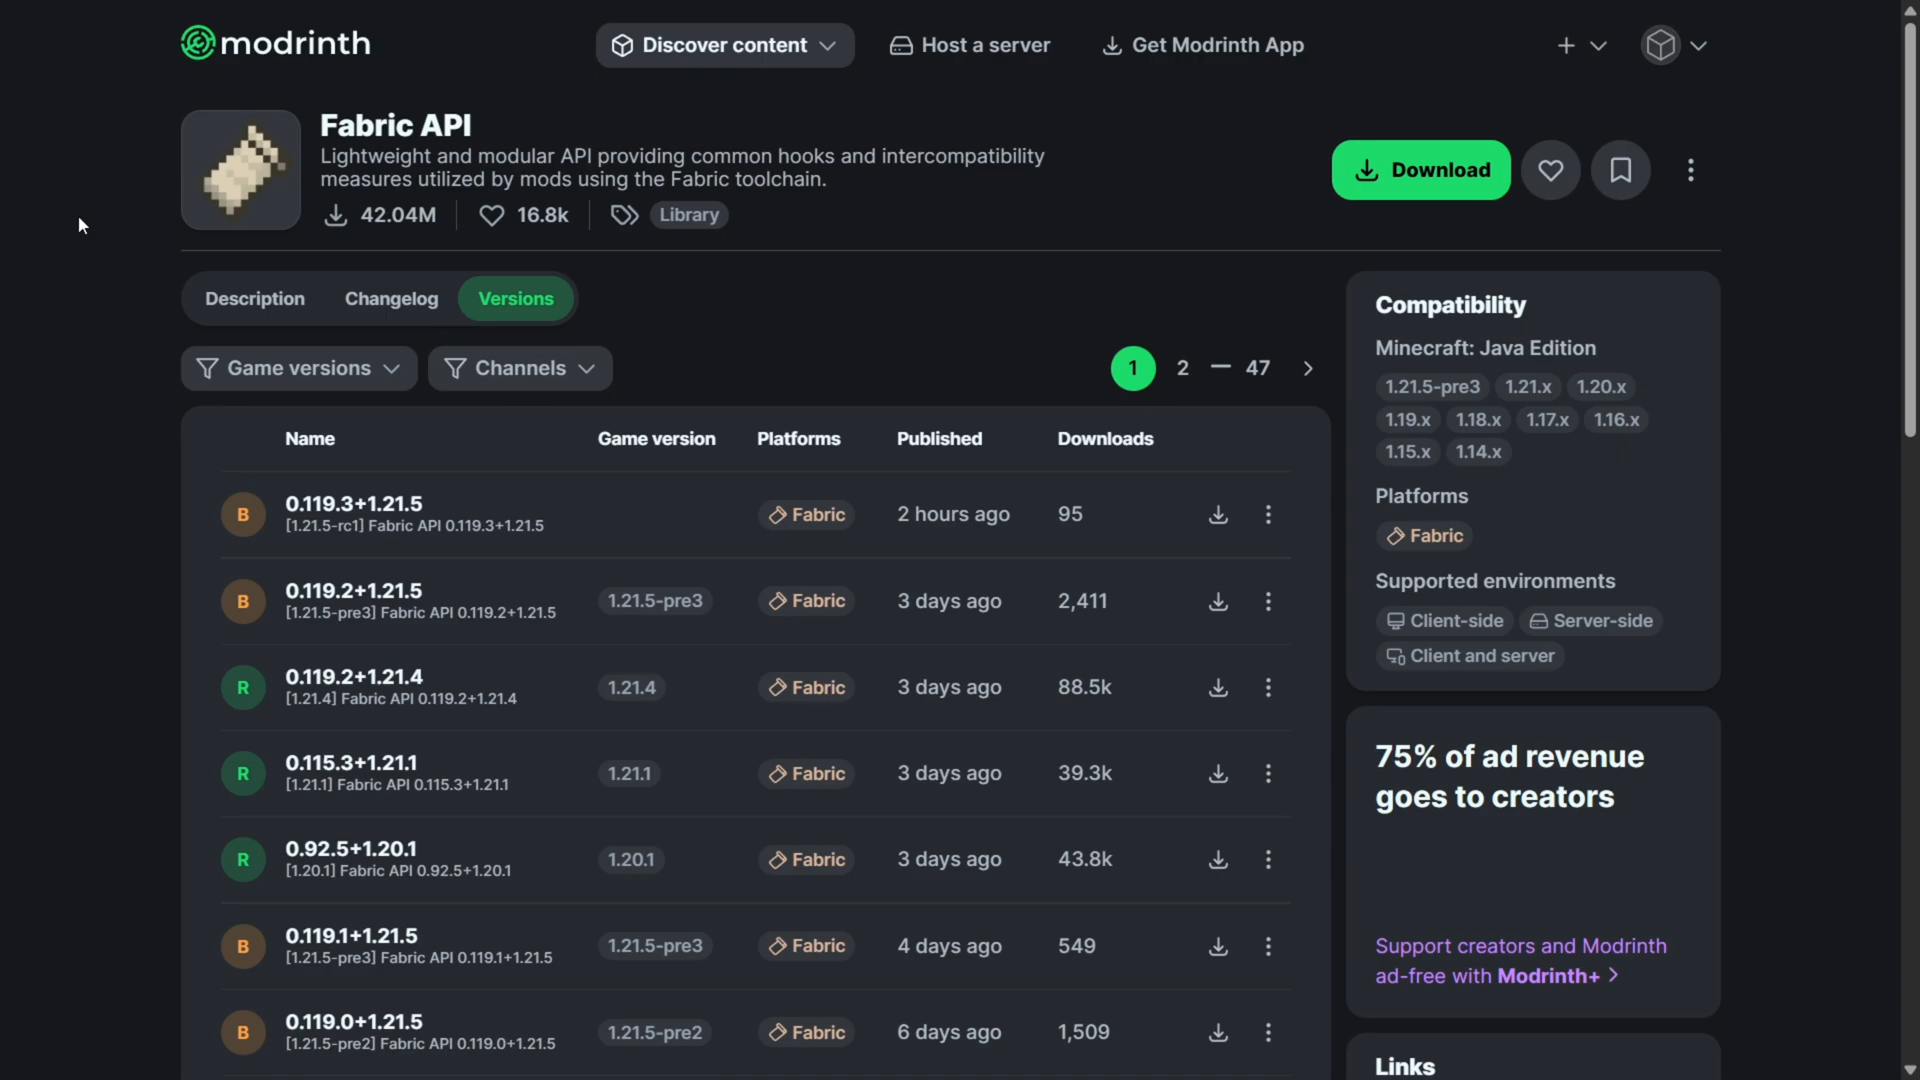 modrinth
Discover content
Host a server
Get Modrinth App
Fabric API
Lightweight and modular API providing common hooks and intercompatibility
measures utilized by mods using the Fabric toolchain.
42.04M
16.8k
Library
Download
Description
Changelog
Versions
Game versions
Channels
1
2
47
Name
Game version
Platforms
Published
Downloads
B
0.119.3+1.21.5
[1.21.5-rc1] Fabric API 0.119.3+1.21.5
Fabric
2 hours ago
95
B
0.119.2+1.21.5
[1.21.5-pre3] Fabric API 0.119.2+1.21.5
1.21.5-pre3
Fabric
3 days ago
2,411
R
0.119.2+1.21.4
[1.21.4] Fabric API 0.119.2+1.21.4
1.21.4
Fabric
3 days ago
88.5k
R
0.115.3+1.21.1
[1.21.1] Fabric API 0.115.3+1.21.1
1.21.1
Fabric
3 days ago
39.3k
R
0.92.5+1.20.1
[1.20.1] Fabric API 0.92.5+1.20.1
1.20.1
Fabric
3 days ago
43.8k
B
0.119.1+1.21.5
[1.21.5-pre3] Fabric API 0.119.1+1.21.5
1.21.5-pre3
Fabric
4 days ago
549
B
0.119.0+1.21.5
[1.21.5-pre2] Fabric API 0.119.0+1.21.5
1.21.5-pre2
Fabric
6 days ago
1,509
Compatibility
Minecraft: Java Edition
1.21.5-pre3 1.21.x 1.20.x
1.19.x 1.18.x 1.17.x 1.16.x
1.15.x 1.14.x
Platforms
Fabric
Supported environments
Client-side Server-side
Client and server
75% of ad revenue
goes to creators
Support creators and Modrinth
ad-free with Modrinth+ >
Links